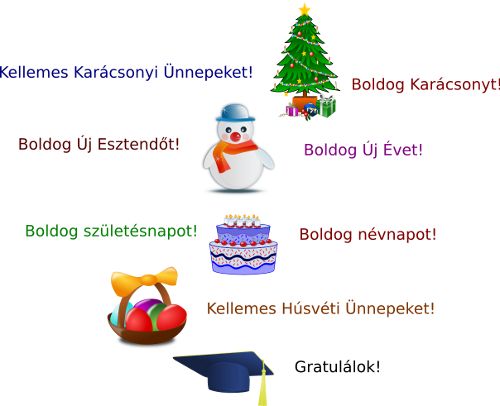 Kellemes Karácsonyi Ünnepeket!
Boldog Karácsonyt!
Boldog Új Esztendőt!
Boldog Új Évet!
Boldog születésnapot!
Boldog névnapot!
Kellemes Húsvéti Ünnepeket!
Gratulálok!